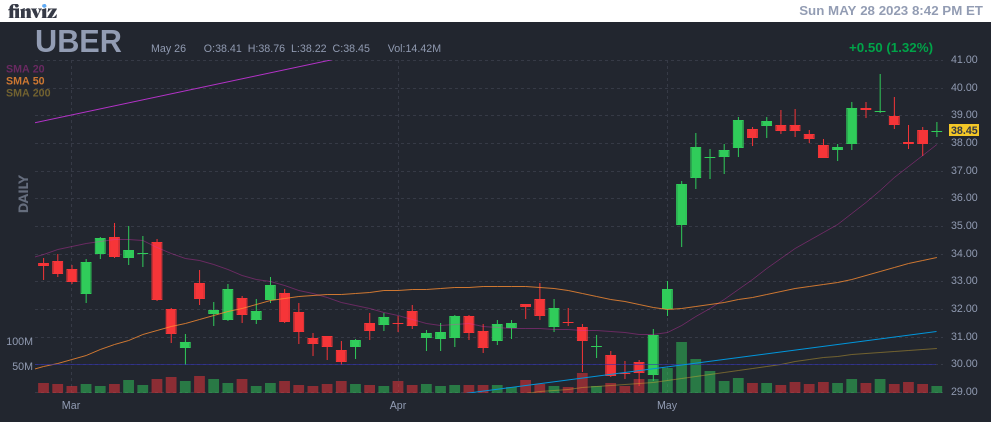 finviz
Sun MAY 28 2023 8:42 PM ET
UBER
May 26 O:38.41 H:38.76 L:38.22 C:38.45 Vol:14.42M
+0.50 (1.32%)
SMA 20
SMA 50
SMA 200
DAILY
41.00
40.00
39.00
38.45
38.00
37.00
36.00
35.00
34.00
33.00
32.00
31.00
30.00
29.00
100M
50M
Mar Apr May